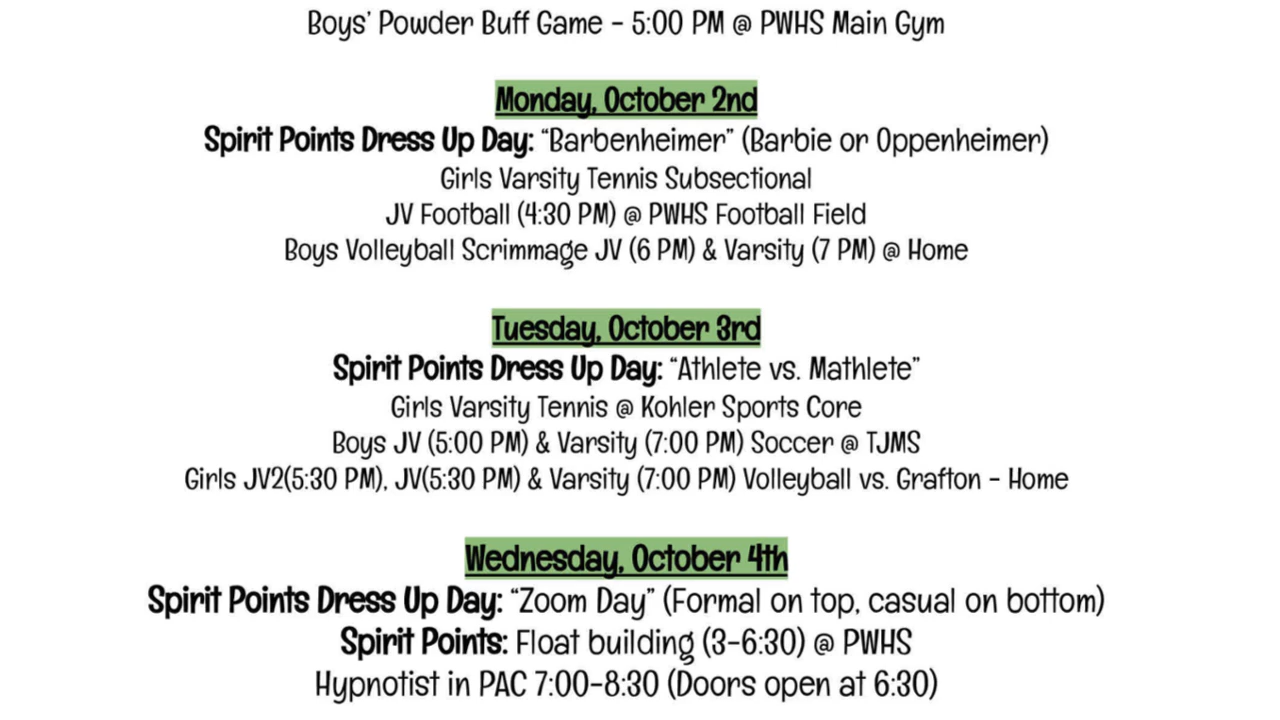 Boys' Powder Buff Game - 5:00 PM @ PWHS Main Gym
Monday, October 2nd
Spirit Points Dress Up Day: “Barbenheimer” (Barbie or Oppenheimer)
Girls Varsity Tennis Subsectional
JV Football (4:30 PM) @ PWHS Football Field
Boys Volleyball Scrimmage JV (6 PM) & Varsity (7 PM) @ Home
Tuesday, October 3rd
Spirit Points Dress Up Day: “Athlete vs. Mathlete”
Girls Varsity Tennis @ Kohler Sports Core
Boys JV (5:00 PM) & Varsity (7:00 PM) Soccer @ TJMS
Girls JV2(5:30 PM), JV(5:30 PM) & Varsity (7:00 PM) Volleyball vs. Grafton - Home
Wednesday, October 4th
Spirit Points Dress Up Day: “Zoom Day” (Formal on top, casual on bottom)
Spirit Points: Float building (3-6:30) @ PWHS
Hypnotist in PAC 7:00-8:30 (Doors open at 6:30)